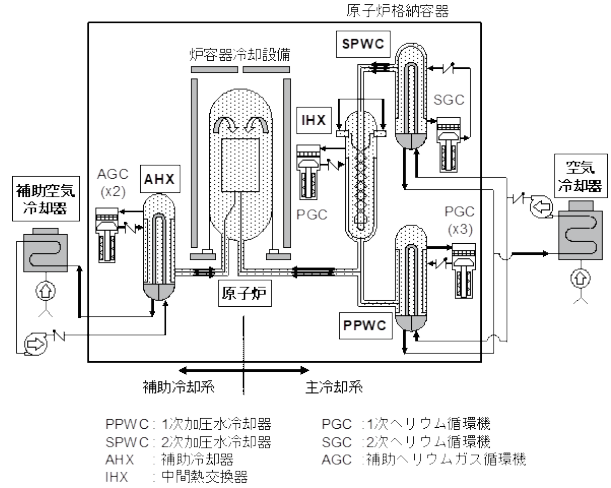 原子炉格納容器
SPWC
炉容器冷却設備
SGC
IHX
AGC
(x2)
AHX
補助空気
冷却器
空気
冷却器
PGC
PGC
(x3)
原子炉
PPWC
補助冷却系
主冷却系
PPWC : 1次加圧水冷却器
SPWC : 2次加圧水冷却器
AHX : 補助冷却器
IHX : 中間熱交換器
PGC : 1次ヘリウム循環機
SGC : 2次ヘリウム循環機
AGC : 補助ヘリウムガス循環機